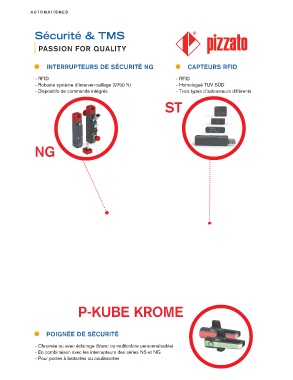 AUTOMATISMES
Sécurité & TMS
PASSION FOR QUALITY
pizzato
INTERRUPTEURS DE SÉCURITÉ NG
- RFID
- Robuste système d'interverrouillage (9750 N)
- Dispositifs de commande intégrés
CAPTEURS RFID
- RFID
- Homologué TÜV SÜD
- Trois types d'actionneurs différents
ST
NG
P-KUBE KROME
POIGNÉE DE SÉCURITÉ
- Chromée ou avec éclairage (blanc ou multicolore personnalisable)
- En combinaison avec les interrupteurs des séries NS et NG
- Pour portes à battantes ou coulissantes